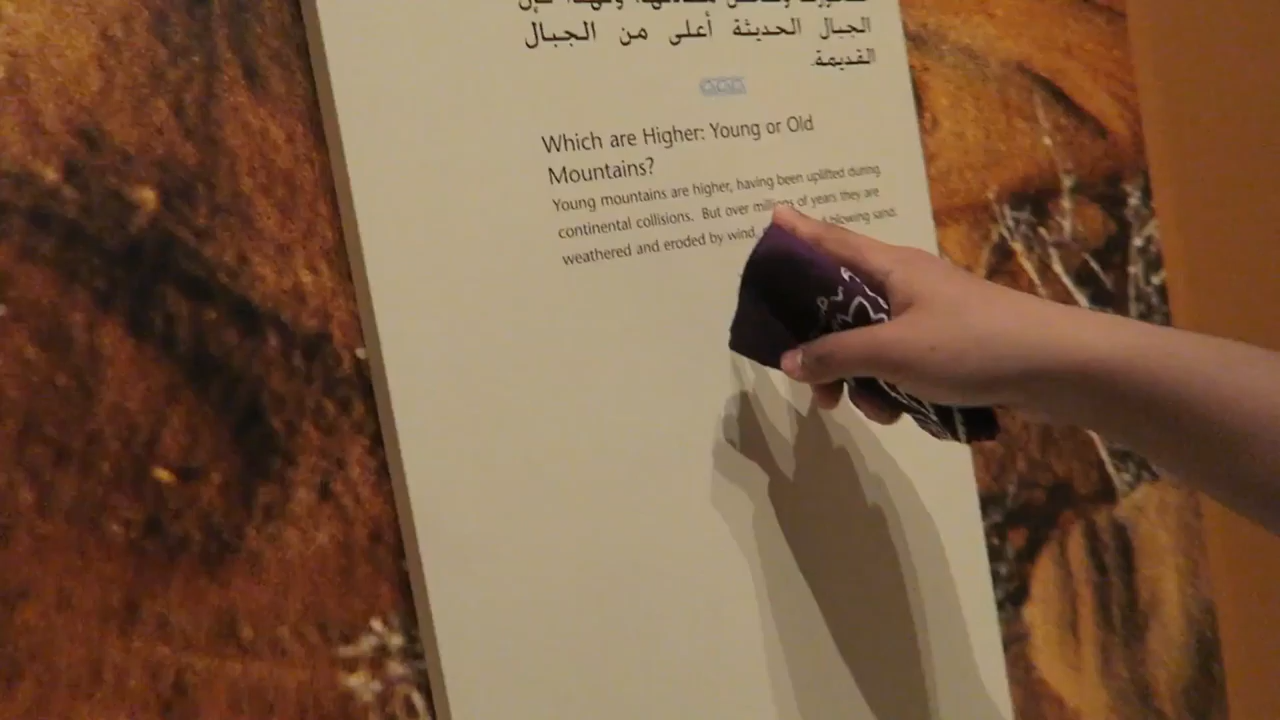 الجبال الحديثة أعلى من الجبال
القديمة.
Which are Higher: Young or Old
Mountains?
Young mountains are higher, having been uplifted during
continental collisions. But over millions of years they are
weathered and eroded by wind, blowing sand.